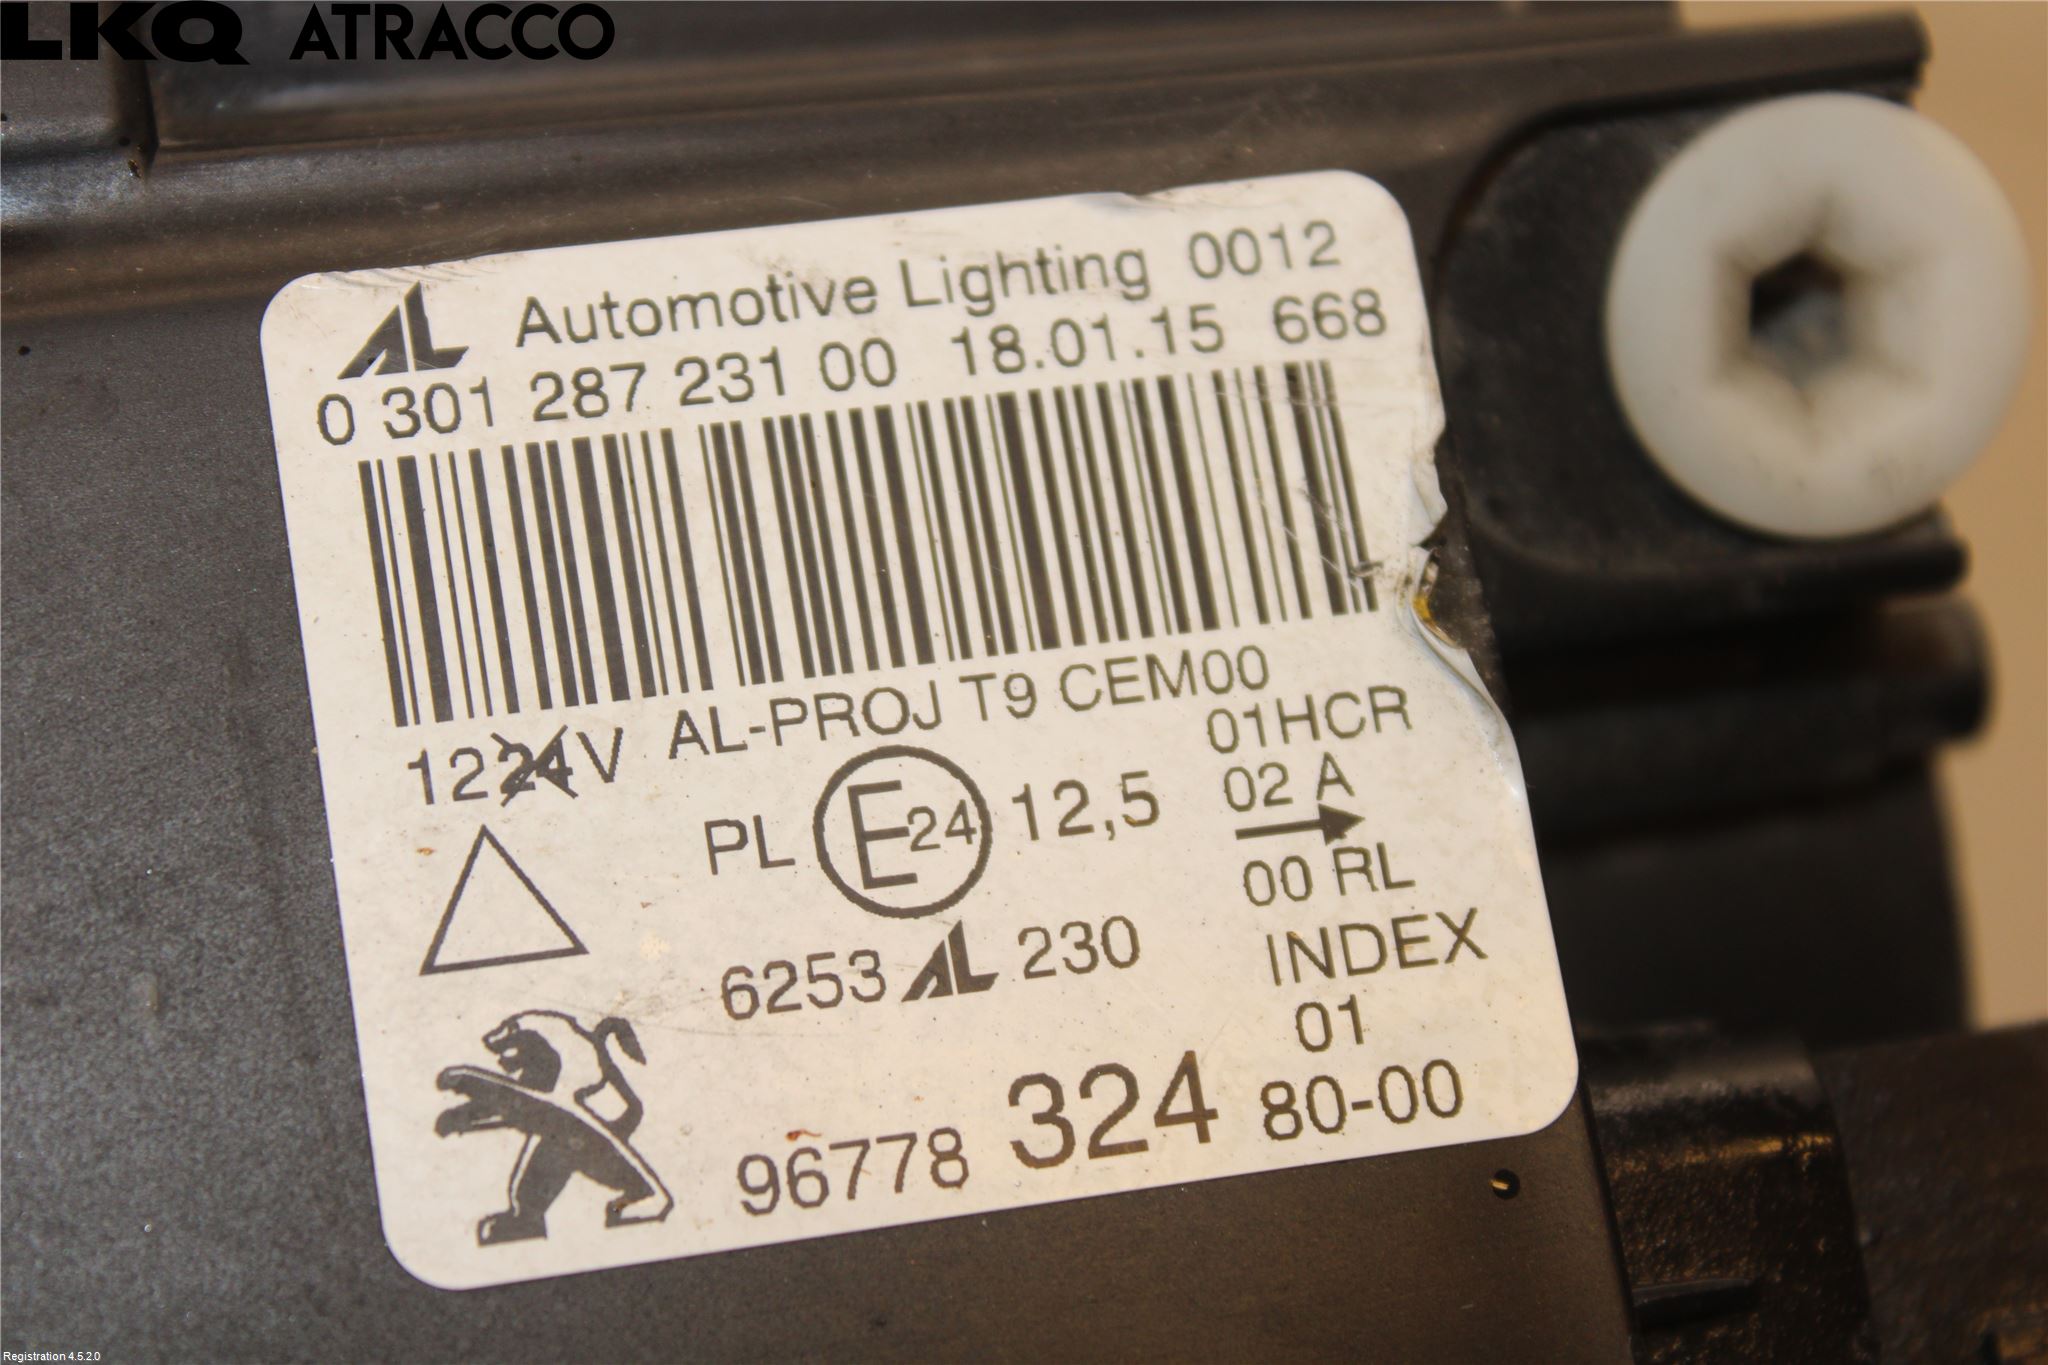 LKQ ATRACCO
AL Automotive Lighting 0012
0 301 287 231 00 18.01.15 668
1224V AL-PROJ T9 CEM00
01HCR
PL E24 12,5 02 A
00 RL
6253 AL 230 INDEX
01
96778 324 80-00
Registration 4.5.2.0